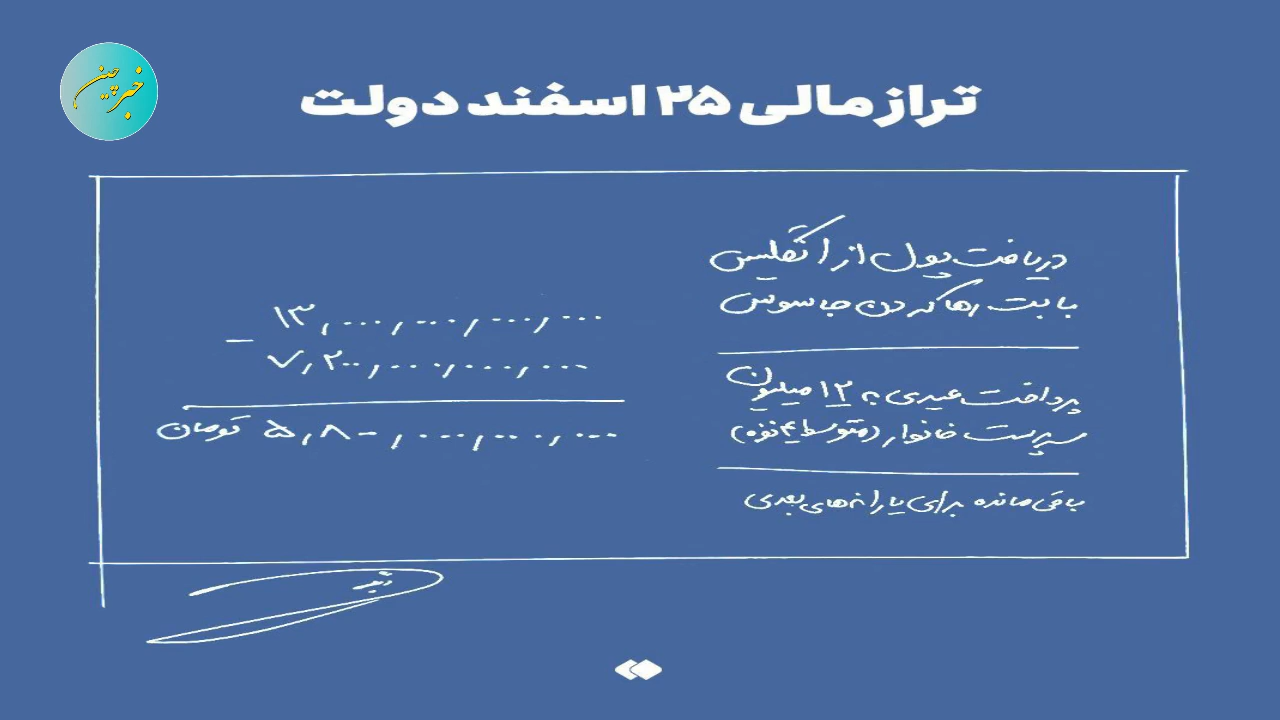 خبرچین
تراز مالی ۲۵ اسفند دولت
دریافت پول از انگلیس
بابت رها کردن جاسوس
۱۳,۰۰۰,۰۰۰,۰۰۰,۰۰۰
−
پرداخت عیدی به ۱۲ میلیون
سرپرست خانوار (متوسط ۴ نفره)
۷,۲۰۰,۰۰۰,۰۰۰,۰۰۰
باقی مانده برای یارانه‌های بعدی
۵,۸۰۰,۰۰۰,۰۰۰,۰۰۰ تومان